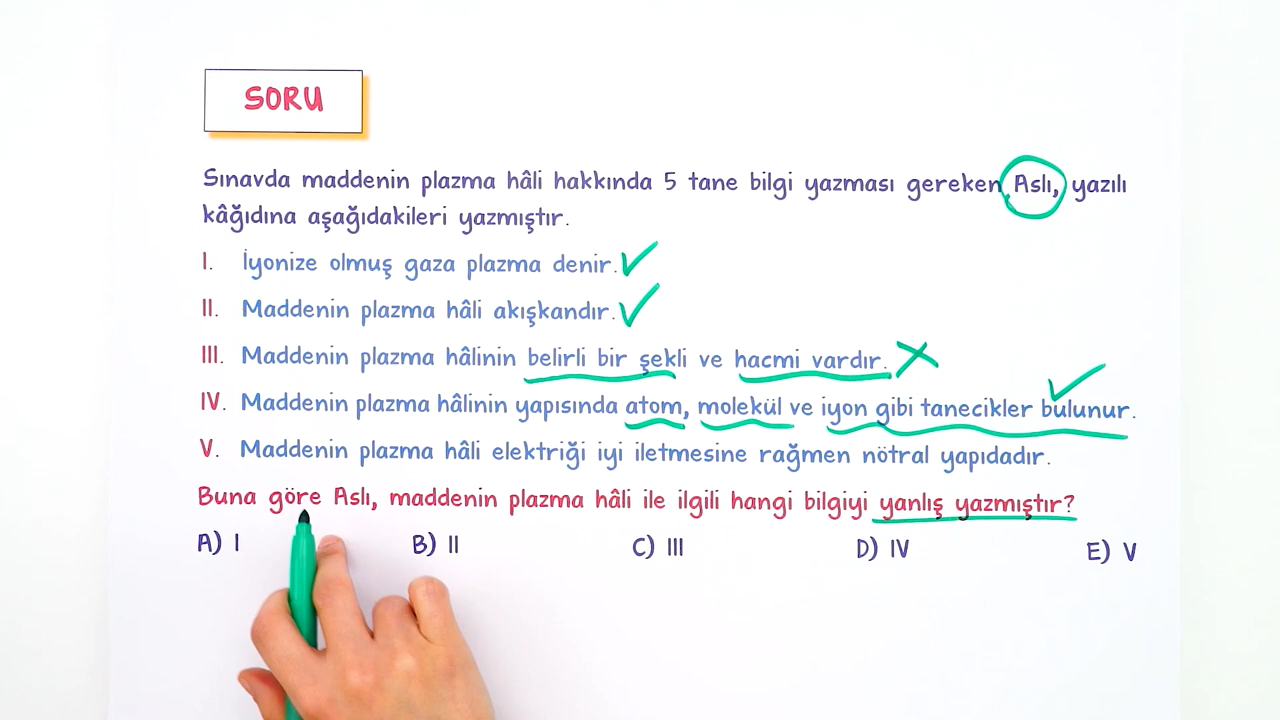 SORU
Sınavda maddenin plazma hâli hakkında 5 tane bilgi yazması gereken Aslı, yazılı
kâğıdına aşağıdakileri yazmıştır.
I. İyonize olmuş gaza plazma denir.
II. Maddenin plazma hâli akışkandır.
III. Maddenin plazma hâlinin belirli bir şekli ve hacmi vardır.
IV. Maddenin plazma hâlinin yapısında atom, molekül ve iyon gibi tanecikler bulunur.
V. Maddenin plazma hâli elektriği iyi iletmesine rağmen nötral yapıdadır.
Buna göre Aslı, maddenin plazma hâli ile ilgili hangi bilgiyi yanlış yazmıştır?
A) I B) II C) III D) IV E) V